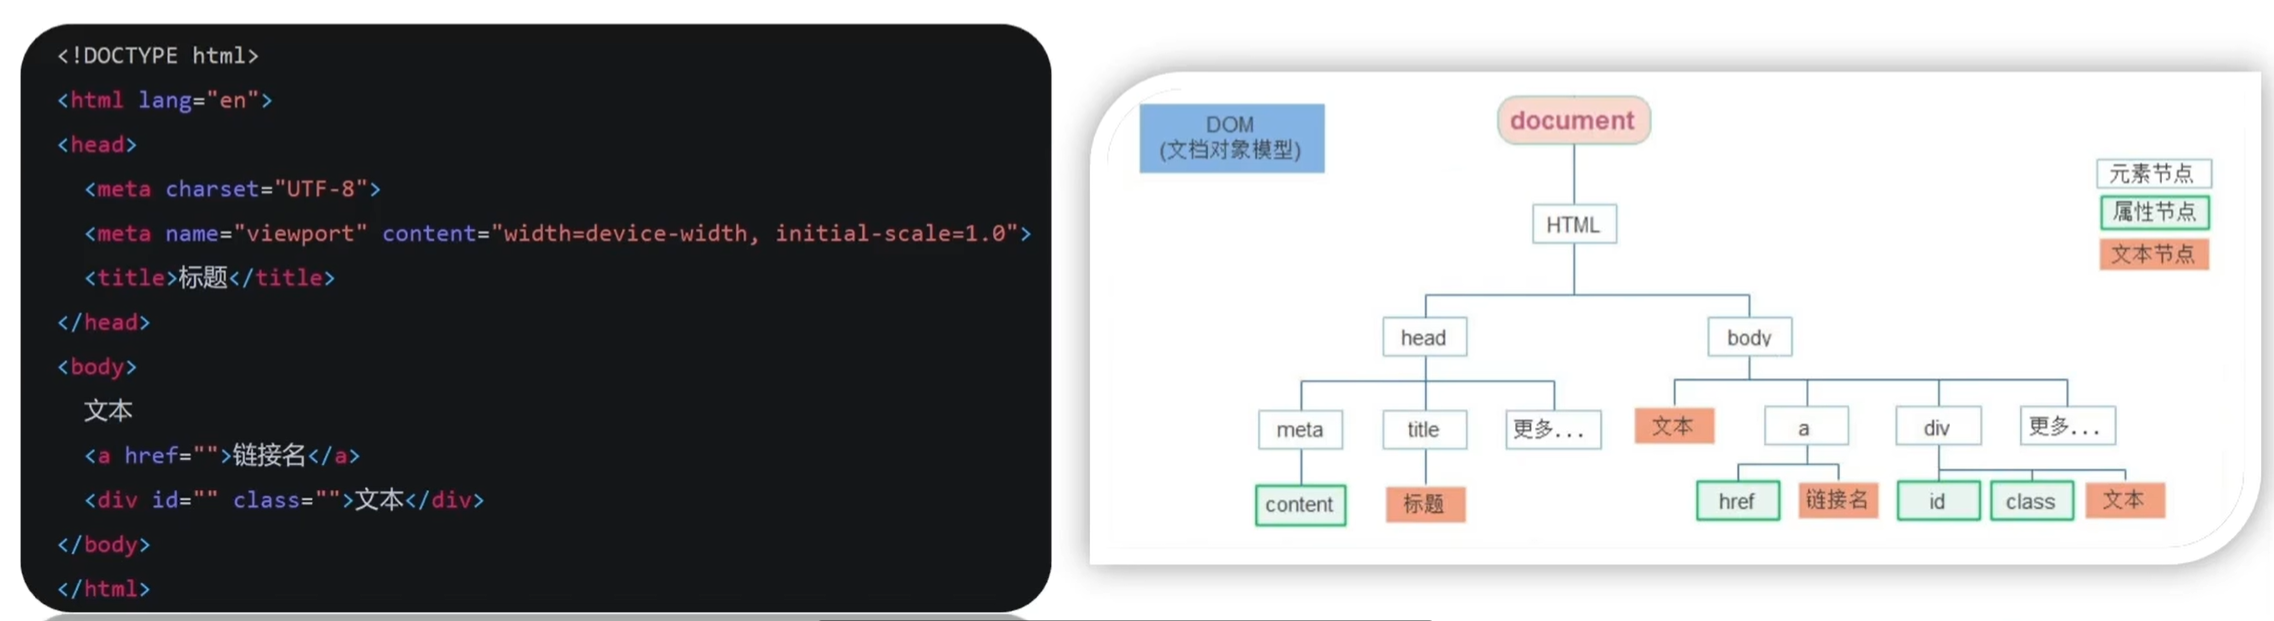 <!DOCTYPE html>
<html lang="en">
<head>
<meta charset="UTF-8">
<meta name="viewport" content="width=device-width, initial-scale=1.0">
<title>标题</title>
</head>
<body>
文本
<a href="">链接名</a>
<div id="" class="">文本</div>
</body>
</html>
DOM
(文档对象模型)
document
元素节点
属性节点
文本节点
HTML
head
body
meta
title
更多...
文本
a
div
更多...
content
标题
href
链接名
id
class
文本